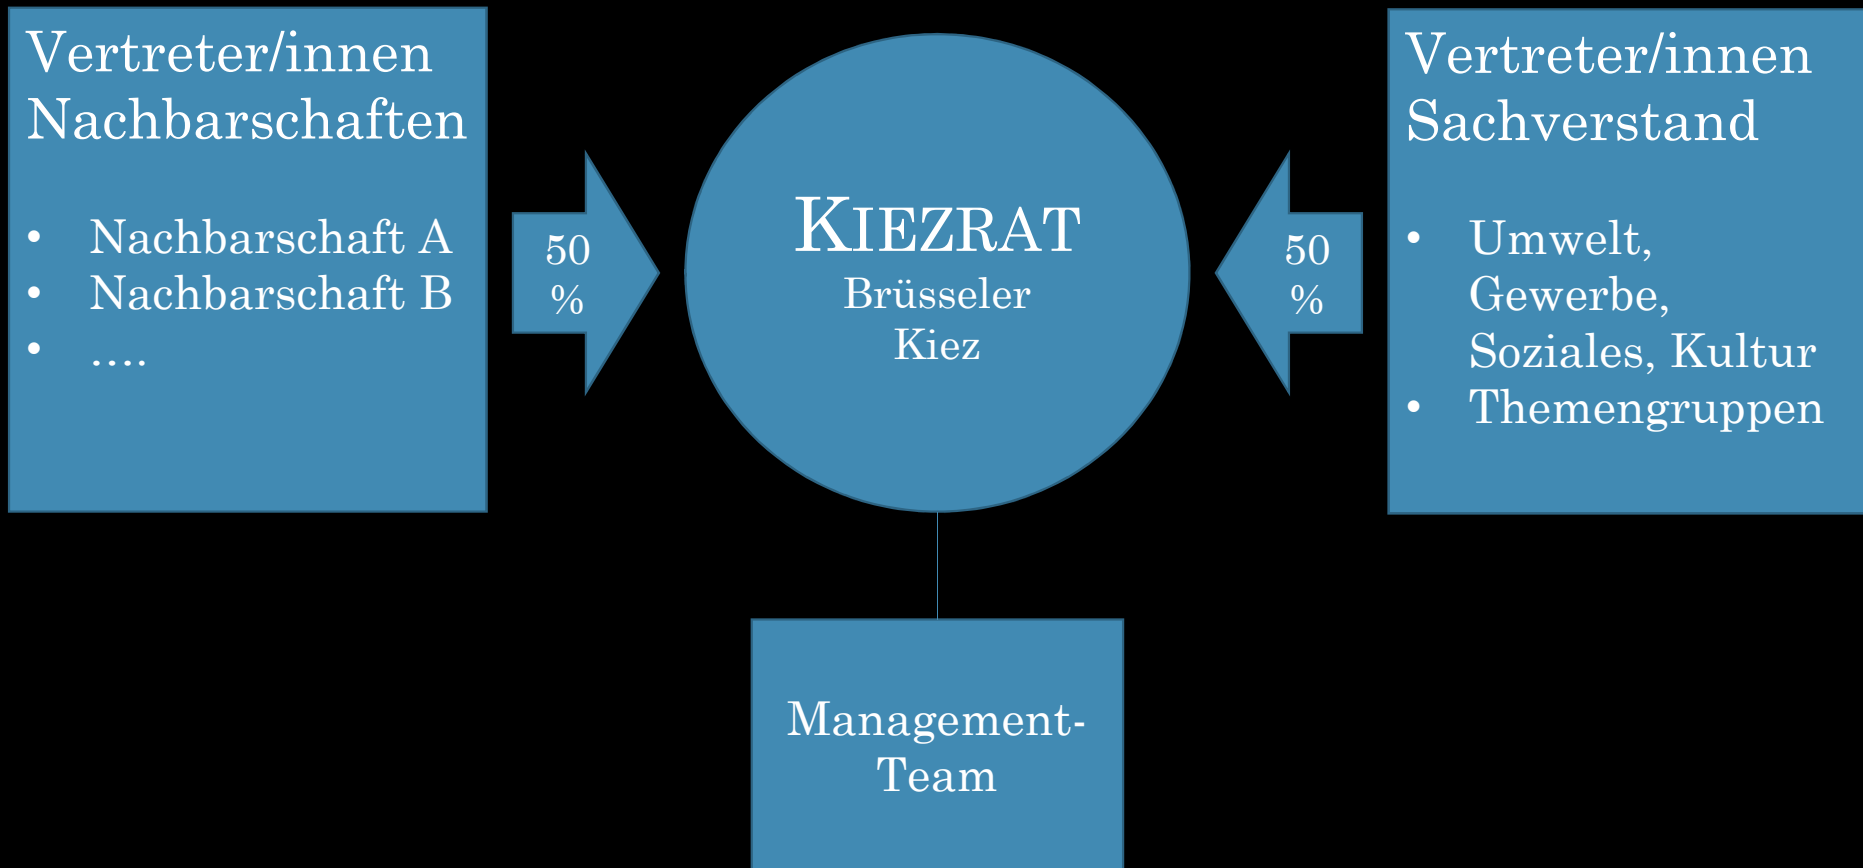 Vertreter/innen
Nachbarschaften
• Nachbarschaft A
• Nachbarschaft B
• ....
50
%
KIEZRAT
Brüsseler
Kiez
50
%
Vertreter/innen
Sachverstand
• Umwelt,
Gewerbe,
Soziales, Kultur
• Themengruppen
Management-
Team